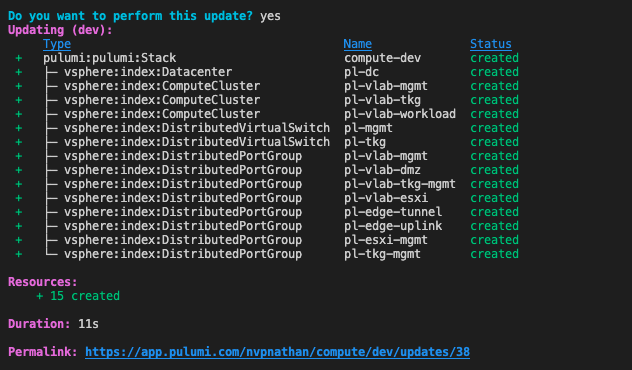 Do you want to perform this update? yes
Updating (dev):
Type Name Status
+ pulumi:pulumi:Stack compute-dev created
+ ├─ vsphere:index:Datacenter pl-dc created
+ ├─ vsphere:index:ComputeCluster pl-vlab-mgmt created
+ ├─ vsphere:index:ComputeCluster pl-vlab-tkg created
+ ├─ vsphere:index:ComputeCluster pl-vlab-workload created
+ ├─ vsphere:index:DistributedVirtualSwitch pl-mgmt created
+ ├─ vsphere:index:DistributedVirtualSwitch pl-tkg created
+ ├─ vsphere:index:DistributedPortGroup pl-vlab-mgmt created
+ ├─ vsphere:index:DistributedPortGroup pl-vlab-dmz created
+ ├─ vsphere:index:DistributedPortGroup pl-vlab-tkg-mgmt created
+ ├─ vsphere:index:DistributedPortGroup pl-vlab-esxi created
+ ├─ vsphere:index:DistributedPortGroup pl-edge-tunnel created
+ ├─ vsphere:index:DistributedPortGroup pl-edge-uplink created
+ ├─ vsphere:index:DistributedPortGroup pl-esxi-mgmt created
+ └─ vsphere:index:DistributedPortGroup pl-tkg-mgmt created
Resources:
+ 15 created
Duration: 11s
Permalink: https://app.pulumi.com/nvpnathan/compute/dev/updates/38